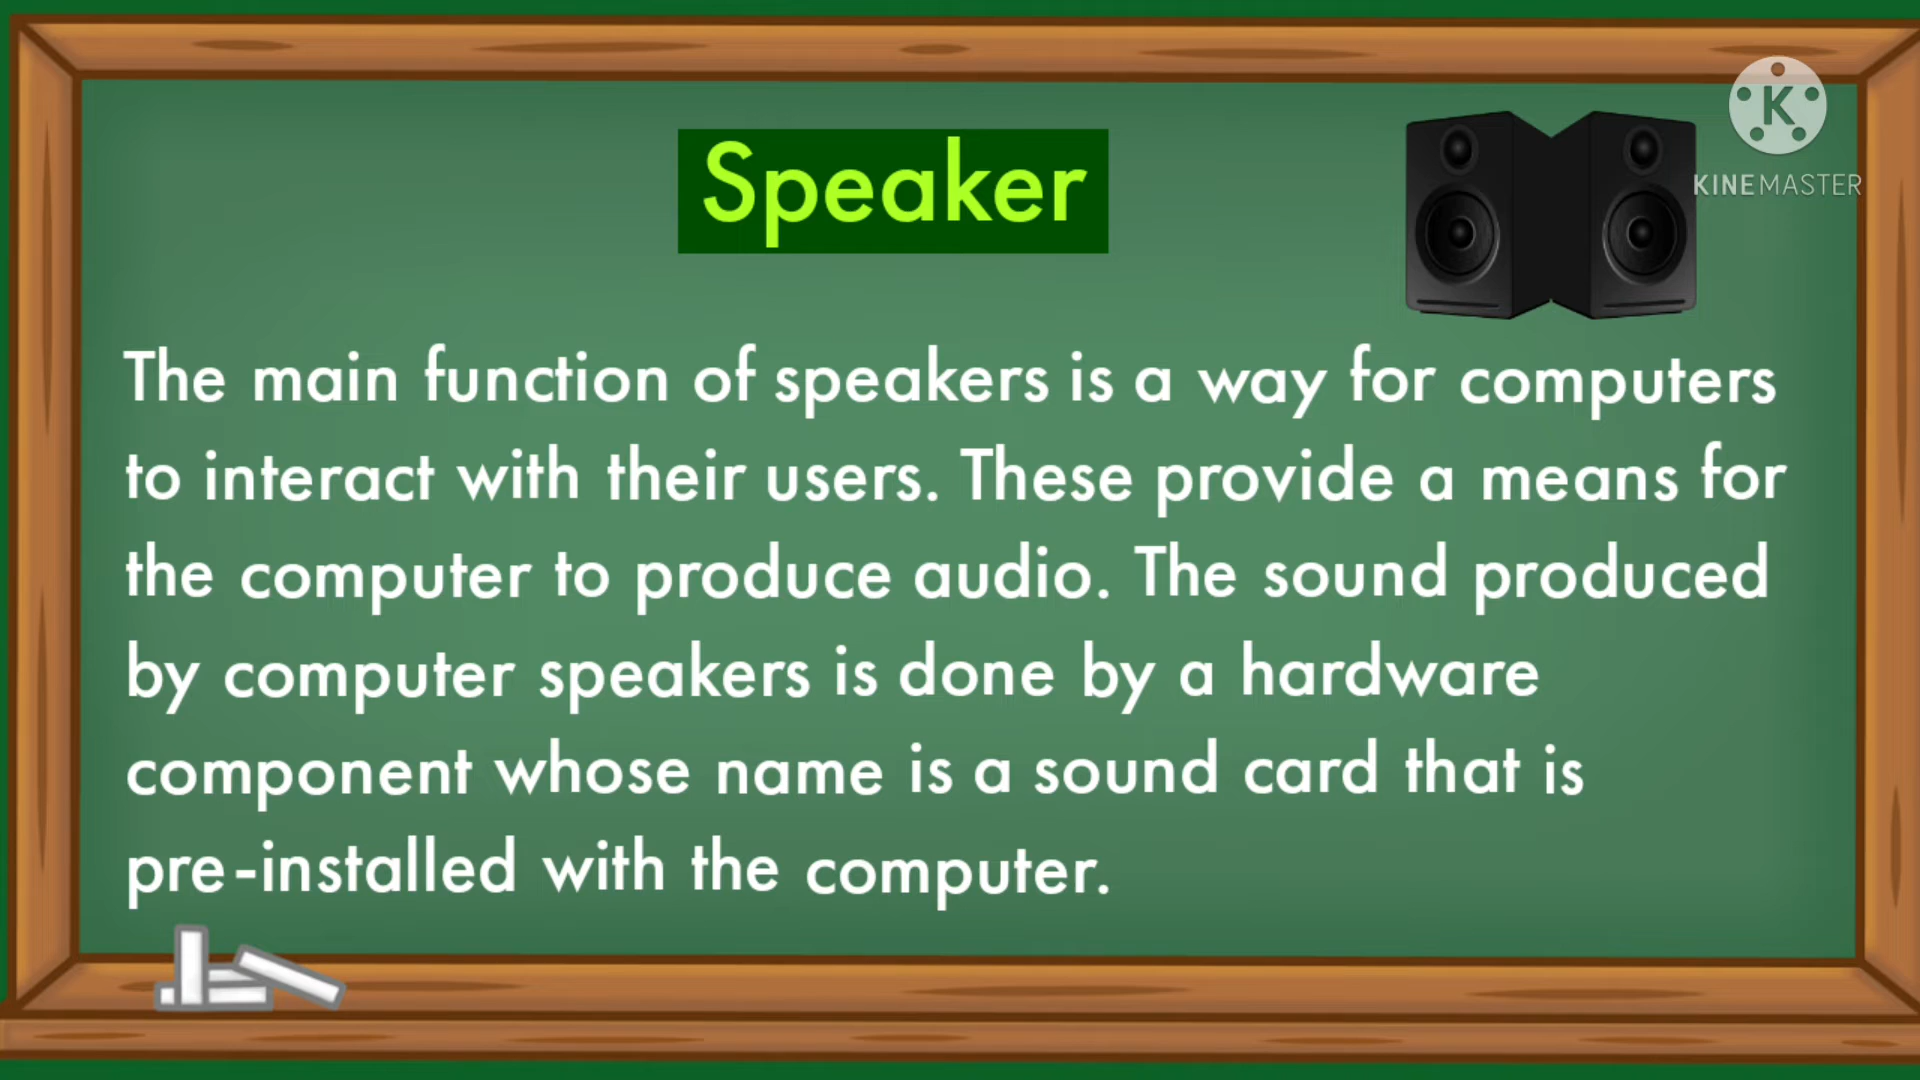 Speaker
K
KINEMASTER
The main function of speakers is a way for computers
to interact with their users. These provide a means for
the computer to produce audio. The sound produced
by computer speakers is done by a hardware
component whose name is a sound card that is
pre-installed with the computer.